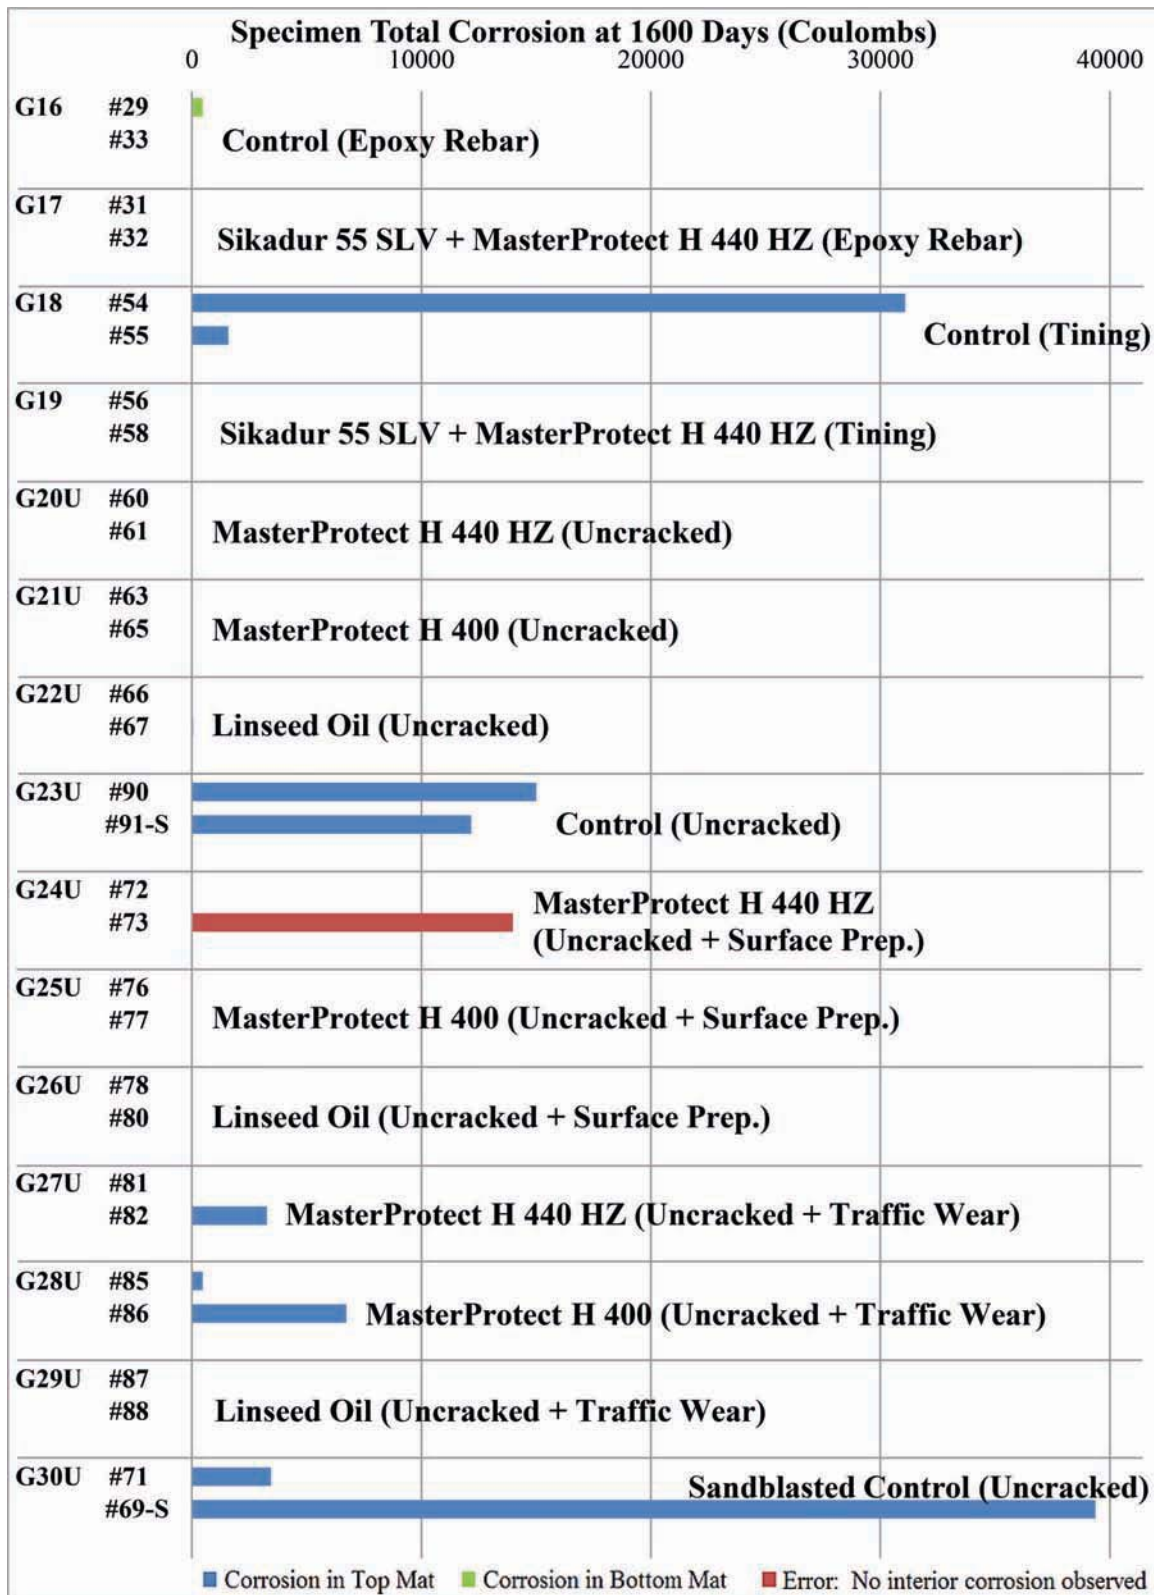 Specimen Total Corrosion at 1600 Days (Coulombs)
0 10000 20000 30000 40000
G16 #29
#33 Control (Epoxy Rebar)
G17 #31
#32 Sikadur 55 SLV + MasterProtect H 440 HZ (Epoxy Rebar)
G18 #54
#55 Control (Tining)
G19 #56
#58 Sikadur 55 SLV + MasterProtect H 440 HZ (Tining)
G20U #60
#61 MasterProtect H 440 HZ (Uncracked)
G21U #63
#65 MasterProtect H 400 (Uncracked)
G22U #66
#67 Linseed Oil (Uncracked)
G23U #90
#91-S Control (Uncracked)
G24U #72 MasterProtect H 440 HZ
#73 (Uncracked + Surface Prep.)
G25U #76
#77 MasterProtect H 400 (Uncracked + Surface Prep.)
G26U #78
#80 Linseed Oil (Uncracked + Surface Prep.)
G27U #81
#82 MasterProtect H 440 HZ (Uncracked + Traffic Wear)
G28U #85
#86 MasterProtect H 400 (Uncracked + Traffic Wear)
G29U #87
#88 Linseed Oil (Uncracked + Traffic Wear)
G30U #71 Sandblasted Control (Uncracked)
#69-S
Corrosion in Top Mat Corrosion in Bottom Mat Error: No interior corrosion observed